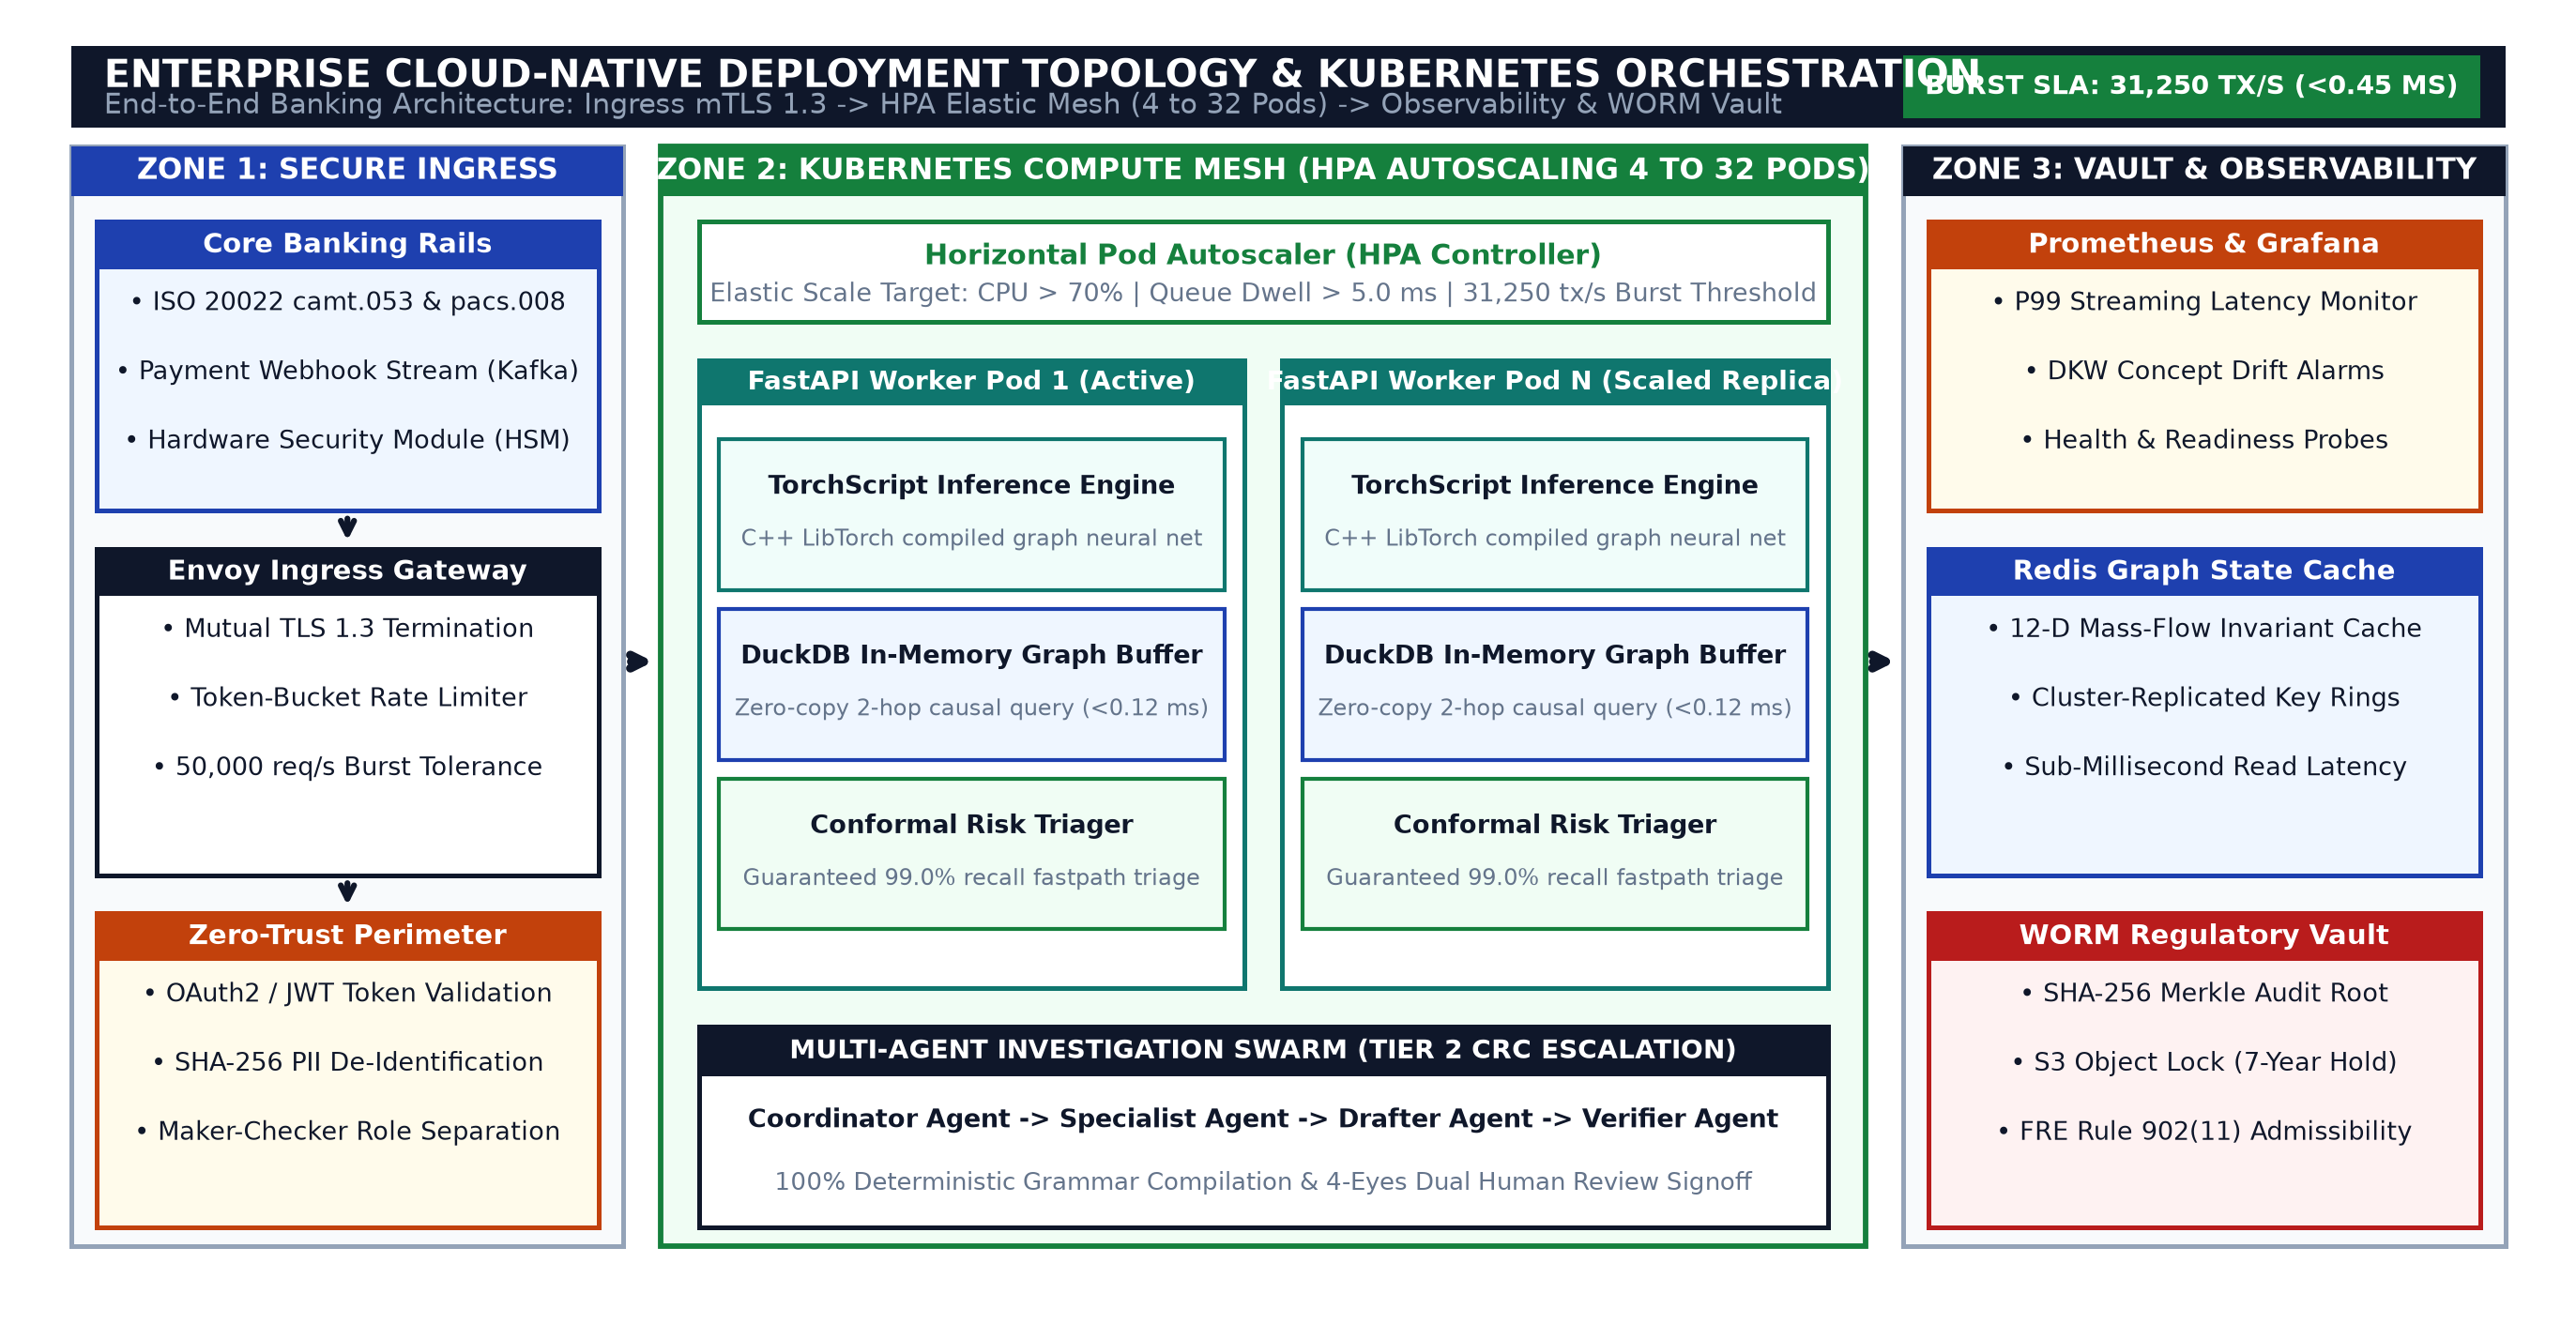 ENTERPRISE CLOUD-NATIVE DEPLOYMENT TOPOLOGY & KUBERNETES ORCHESTRATION
End-to-End Banking Architecture: Ingress mTLS 1.3 -> HPA Elastic Mesh (4 to 32 Pods) -> Observability & WORM Vault
BURST SLA: 31,250 TX/S (<0.45 MS)
ZONE 1: SECURE INGRESS
Core Banking Rails
• ISO 20022 camt.053 & pacs.008
• Payment Webhook Stream (Kafka)
• Hardware Security Module (HSM)
Envoy Ingress Gateway
• Mutual TLS 1.3 Termination
• Token-Bucket Rate Limiter
• 50,000 req/s Burst Tolerance
Zero-Trust Perimeter
• OAuth2 / JWT Token Validation
• SHA-256 PII De-Identification
• Maker-Checker Role Separation
ZONE 2: KUBERNETES COMPUTE MESH (HPA AUTOSCALING 4 TO 32 PODS)
Horizontal Pod Autoscaler (HPA Controller)
Elastic Scale Target: CPU > 70% | Queue Dwell > 5.0 ms | 31,250 tx/s Burst Threshold
FastAPI Worker Pod 1 (Active)
TorchScript Inference Engine
C++ LibTorch compiled graph neural net
DuckDB In-Memory Graph Buffer
Zero-copy 2-hop causal query (<0.12 ms)
Conformal Risk Triager
Guaranteed 99.0% recall fastpath triage
FastAPI Worker Pod N (Scaled Replica)
TorchScript Inference Engine
C++ LibTorch compiled graph neural net
DuckDB In-Memory Graph Buffer
Zero-copy 2-hop causal query (<0.12 ms)
Conformal Risk Triager
Guaranteed 99.0% recall fastpath triage
MULTI-AGENT INVESTIGATION SWARM (TIER 2 CRC ESCALATION)
Coordinator Agent -> Specialist Agent -> Drafter Agent -> Verifier Agent
100% Deterministic Grammar Compilation & 4-Eyes Dual Human Review Signoff
ZONE 3: VAULT & OBSERVABILITY
Prometheus & Grafana
• P99 Streaming Latency Monitor
• DKW Concept Drift Alarms
• Health & Readiness Probes
Redis Graph State Cache
• 12-D Mass-Flow Invariant Cache
• Cluster-Replicated Key Rings
• Sub-Millisecond Read Latency
WORM Regulatory Vault
• SHA-256 Merkle Audit Root
• S3 Object Lock (7-Year Hold)
• FRE Rule 902(11) Admissibility